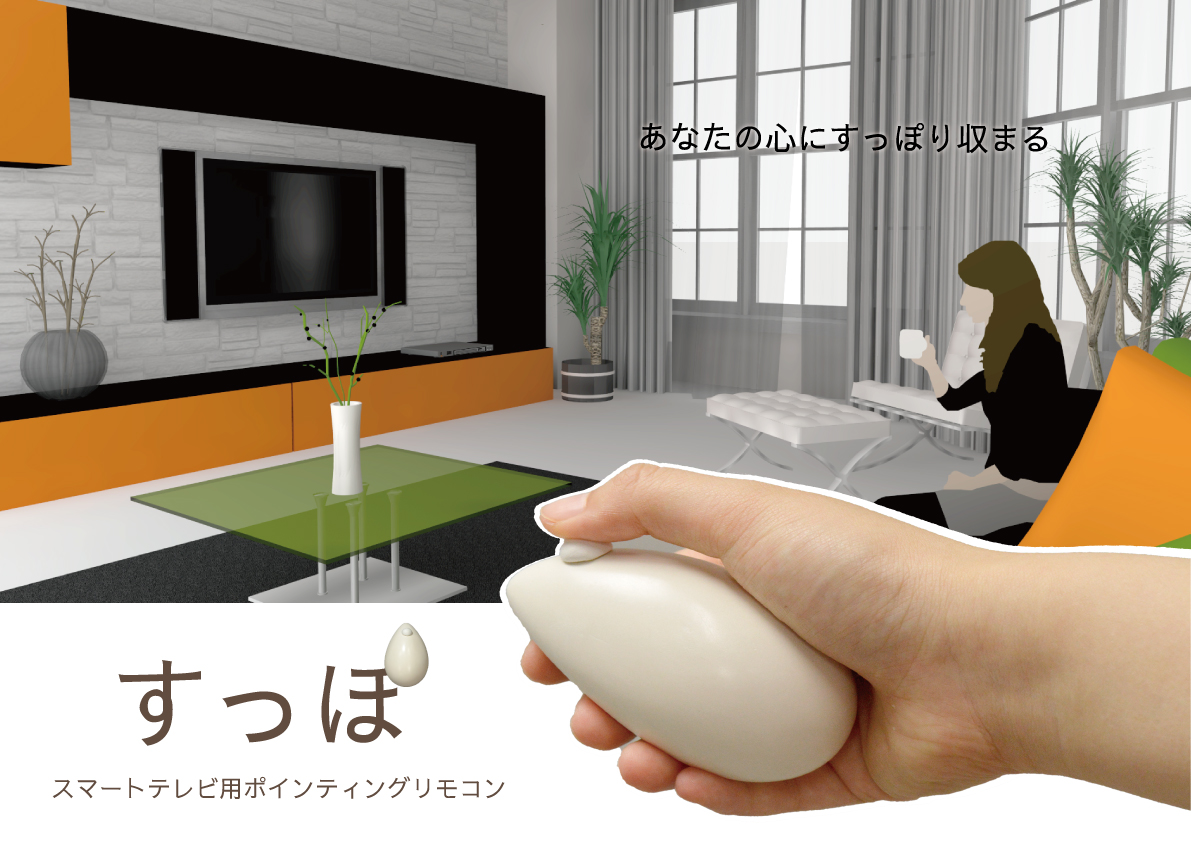 あなたの心にすっぽり収まる
すっぽ
スマートテレビ用ポインティングリモコン